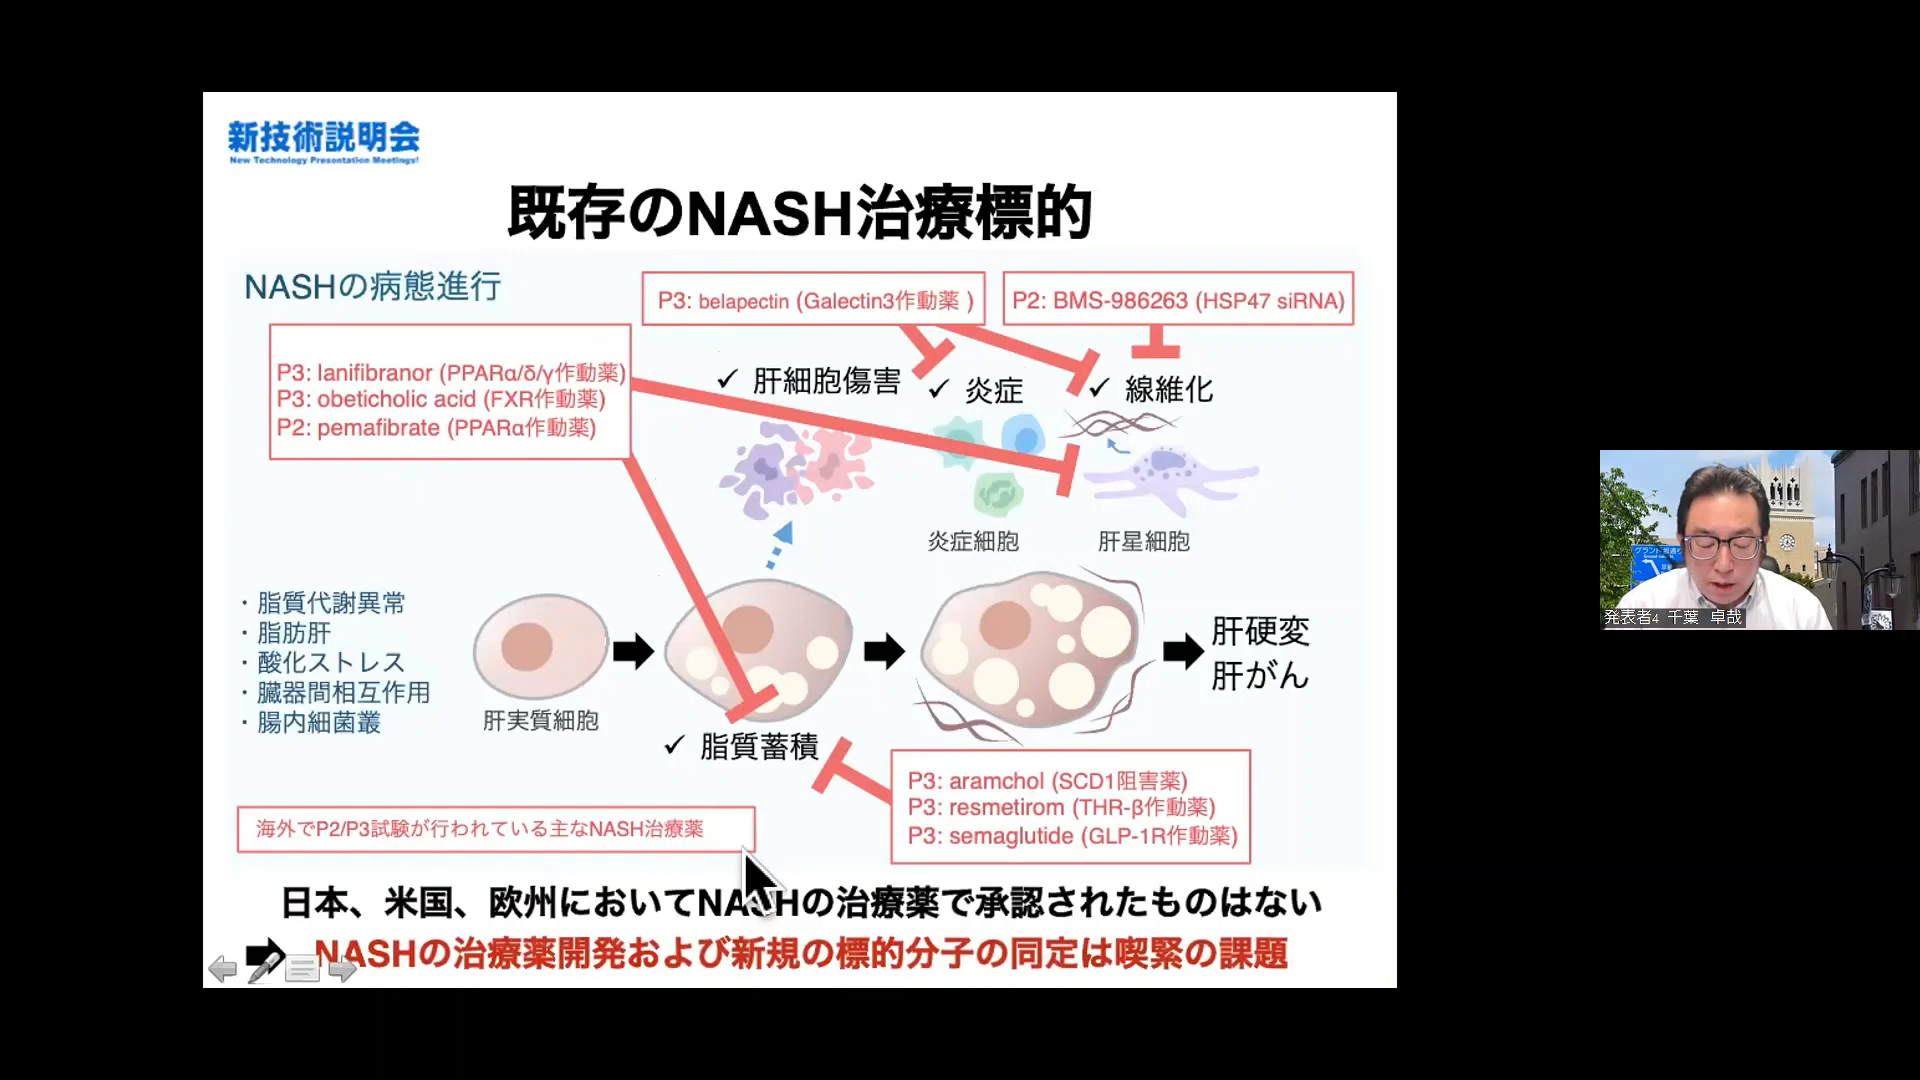 新技術説明会
New Technology Presentation Meetings!
既存のNASH治療標的
NASHの病態進行
P3: belapectin (Galectin3作動薬 )
P2: BMS-986263 (HSP47 siRNA)
P3: lanifibranor (PPARα/δ/γ作動薬)
P3: obeticholic acid (FXR作動薬)
P2: pemafibrate (PPARα作動薬)
✓ 肝細胞傷害
✓ 炎症
✓ 線維化
炎症細胞
肝星細胞
・脂質代謝異常
・脂肪肝
・酸化ストレス
・臓器間相互作用
・腸内細菌叢
肝実質細胞
肝硬変
肝がん
✓ 脂質蓄積
P3: aramchol (SCD1阻害薬)
P3: resmetirom (THR-β作動薬)
P3: semaglutide (GLP-1R作動薬)
海外でP2/P3試験が行われている主なNASH治療薬
日本、米国、欧州においてNASHの治療薬で承認されたものはない
NASHの治療薬開発および新規の標的分子の同定は喫緊の課題
発表者4 千葉 卓哉